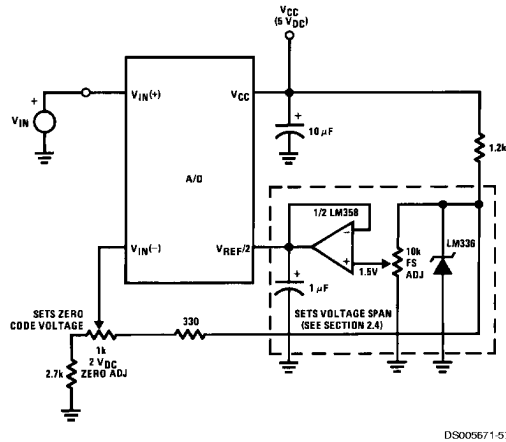 VCC
(5 VDC)
VIN(+)
VCC
+
VIN
+
10 μF
1.2k
A/D
1/2 LM358
LM336
VIN(−)
VREF/2
−
+
1.5V
10k
FS
ADJ
+
1 μF
SETS ZERO
CODE VOLTAGE
330
SETS VOLTAGE SPAN
(SEE SECTION 2.4)
1k
2 VDC
ZERO ADJ
2.7k
DS005671-57